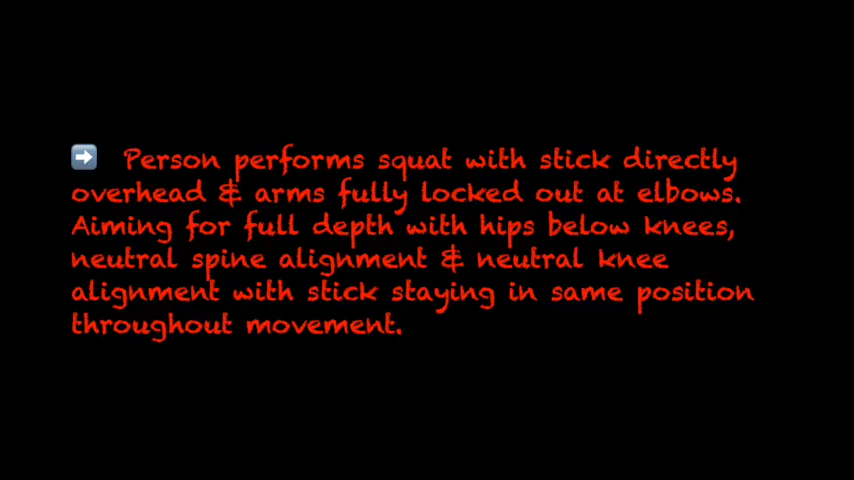 ➡️ Person performs squat with stick directly
overhead & arms fully locked out at elbows.
Aiming for full depth with hips below knees,
neutral spine alignment & neutral knee
alignment with stick staying in same position
throughout movement.